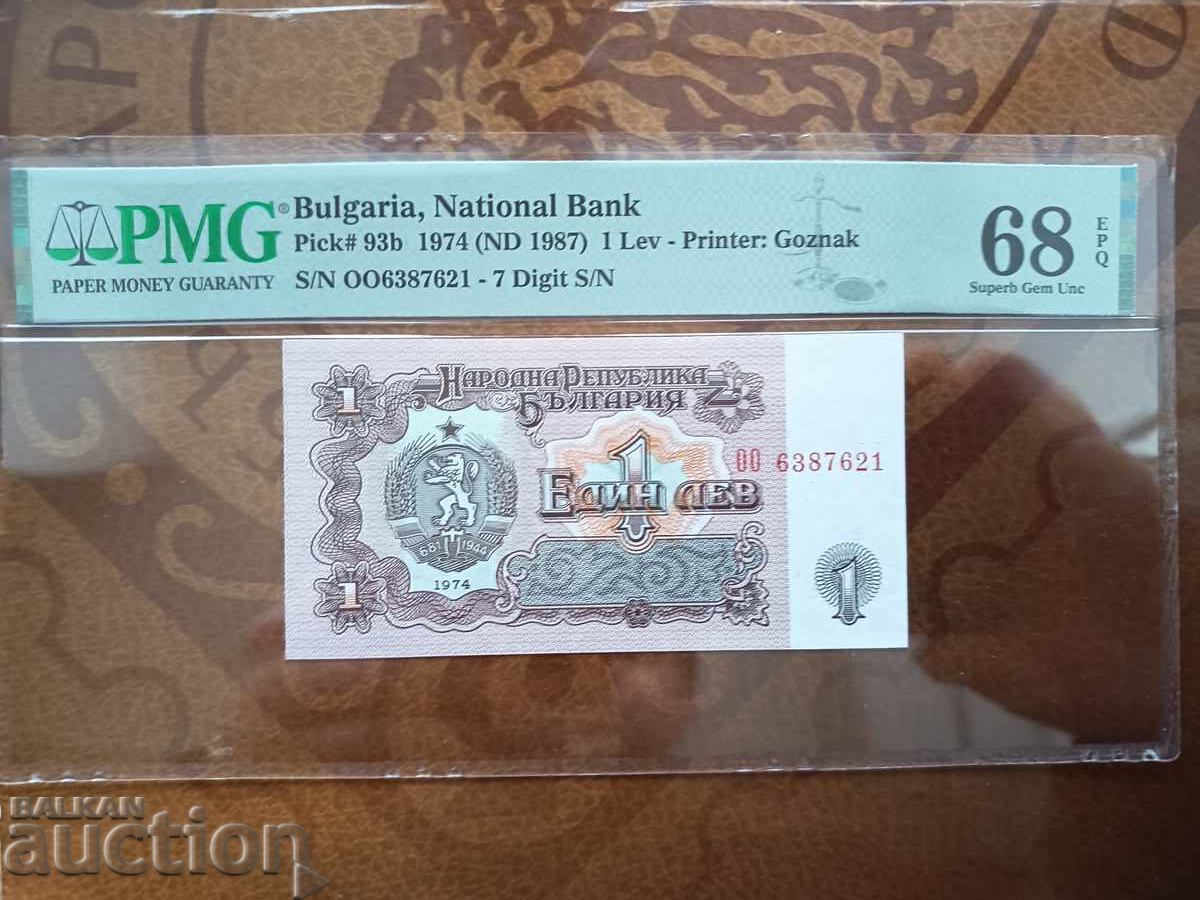 PMG®
PAPER MONEY GUARANTY
Bulgaria, National Bank
Pick# 93b 1974 (ND 1987) 1 Lev - Printer: Goznak
S/N OO6387621 - 7 Digit S/N
68
EPQ
Superb Gem Unc
НАРОДНА РЕПУБЛИКА
БЪЛГАРИЯ
1
1
ЕДИН ЛЕВ
OO 6387621
681 1944
1974
1
1
BALKAN
auction